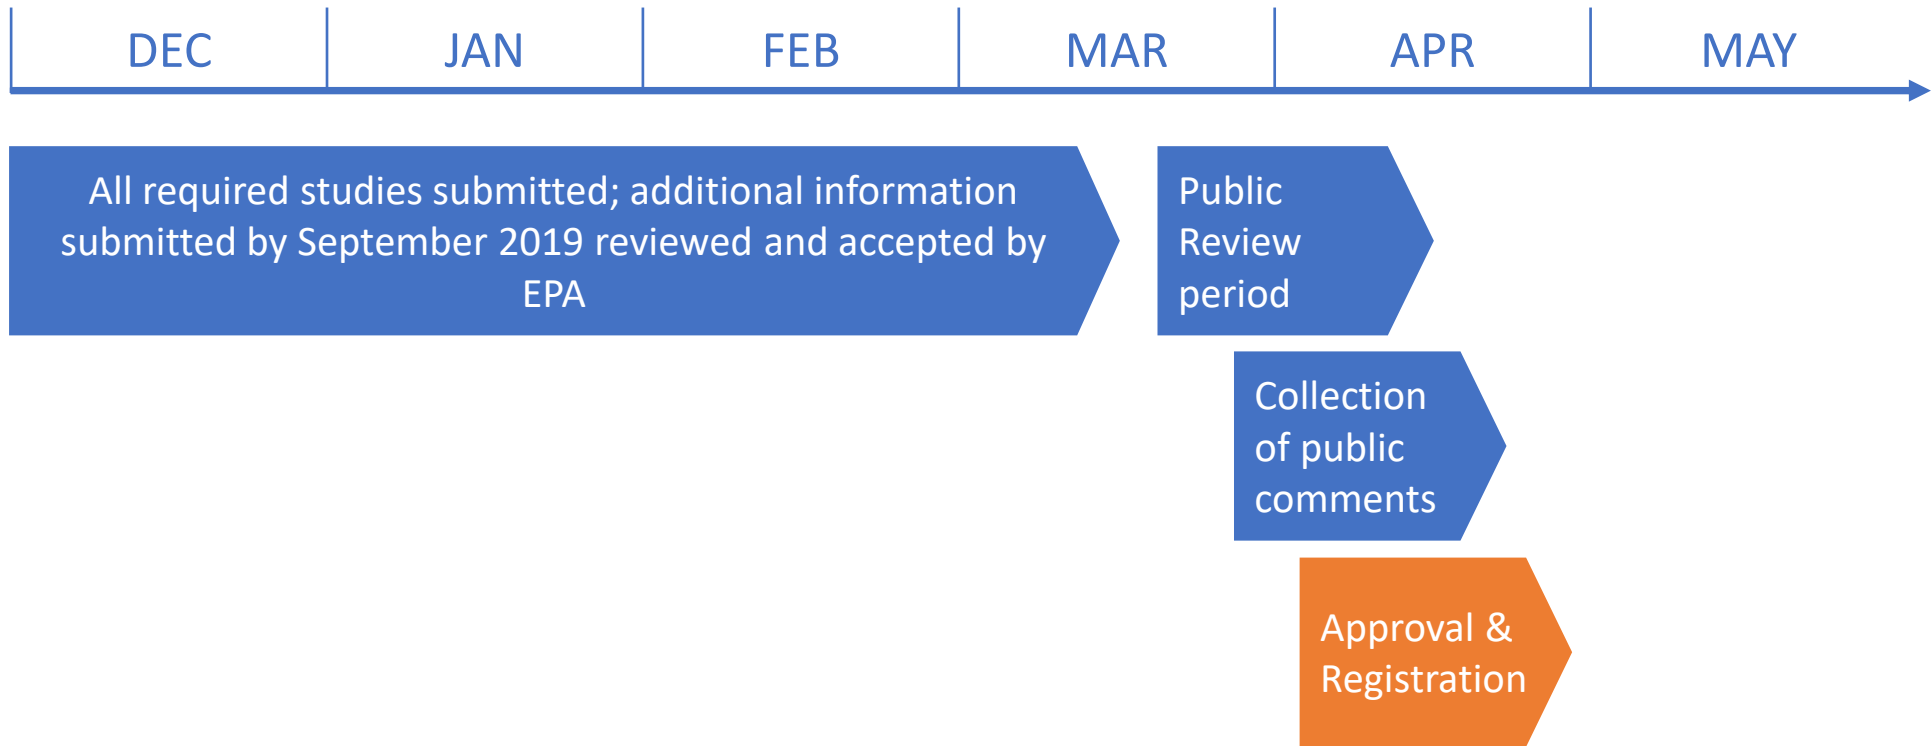 DEC
JAN
FEB
MAR
APR
MAY
All required studies submitted; additional information
submitted by September 2019 reviewed and accepted by
EPA
Public
Review
period
Collection
of public
comments
Approval &
Registration